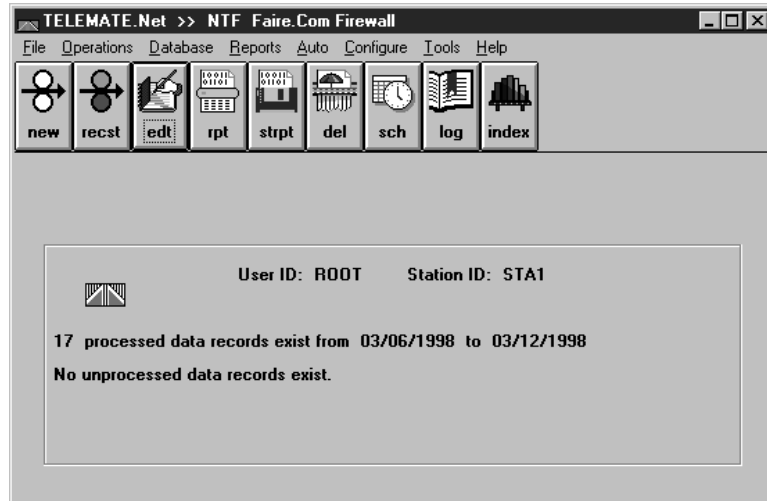 TELEMATE.Net >> NTF Faire.Com Firewall
File Operations Database Reports Auto Configure Tools Help
new recst edt rpt strpt del sch log index
User ID: ROOT Station ID: STA1
17 processed data records exist from 03/06/1998 to 03/12/1998
No unprocessed data records exist.